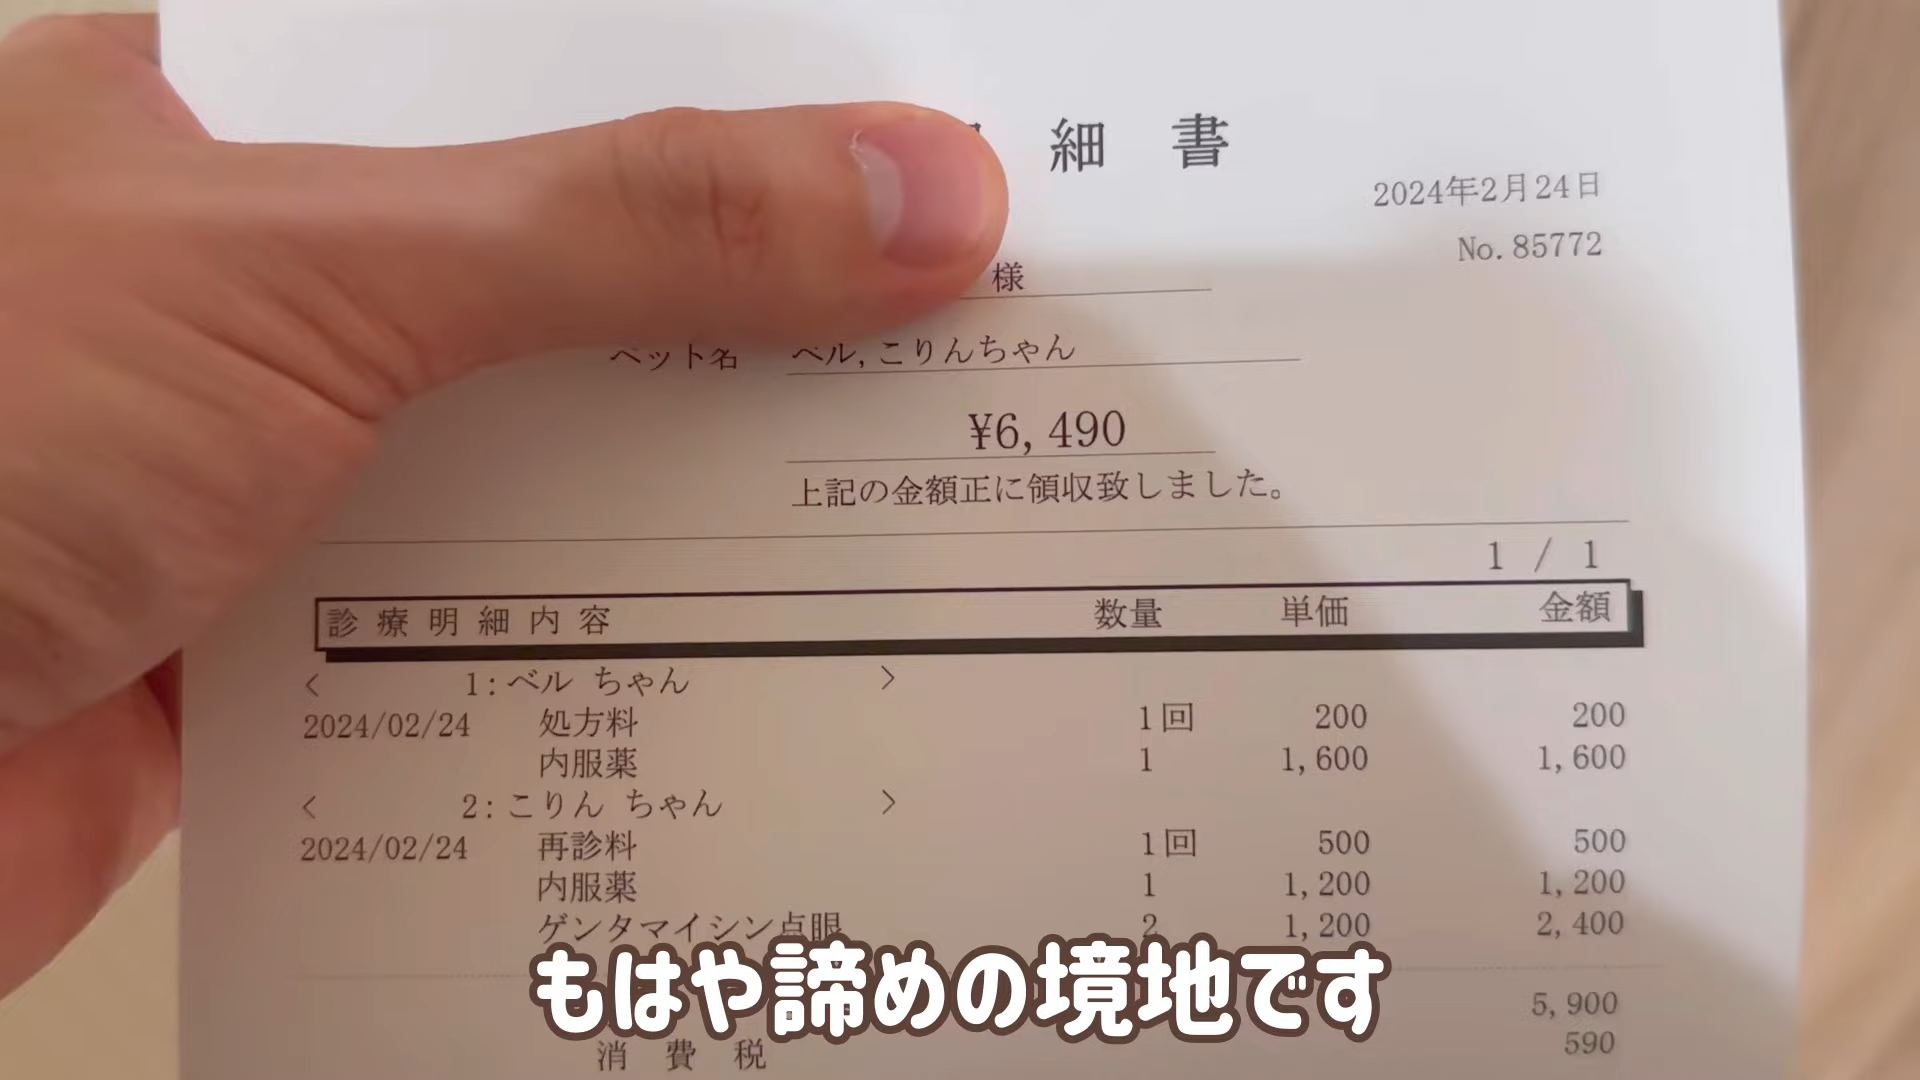 細 書
2024年2月24日
No. 85772
様
ペット名 ベル, こりんちゃん
¥6, 490
上記の金額正に領収致しました。
1 / 1
診 療 明 細 内 容 数量 単価 金額
< 1: ベル ちゃん >
2024/02/24 処方料 1回 200 200
内服薬 1 1, 600 1, 600
< 2: こりん ちゃん >
2024/02/24 再診料 1回 500 500
内服薬 1 1, 200 1, 200
ゲンタマイシン点眼 2 1, 200 2, 400
もはや諦めの境地です
5, 900
消 費 税 590